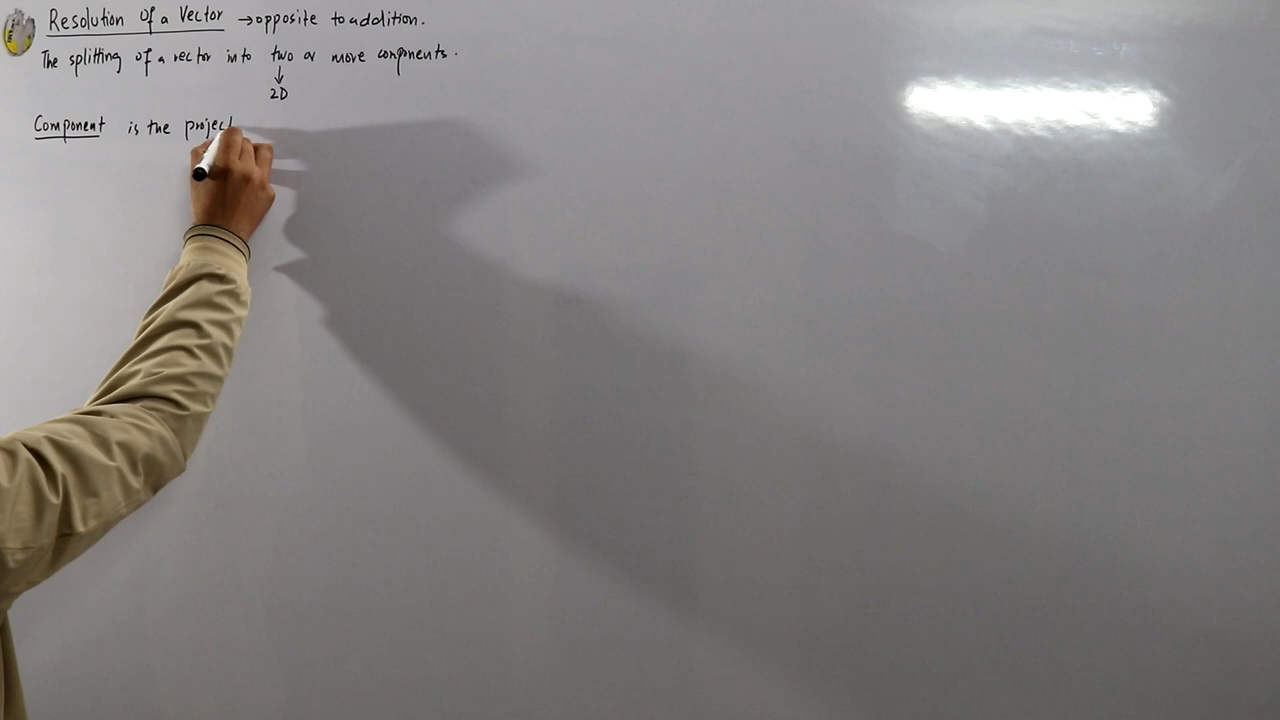 Resolution of a Vector → opposite to addition.
The splitting of a vector into two or more components.
↓
2D
Component is the project